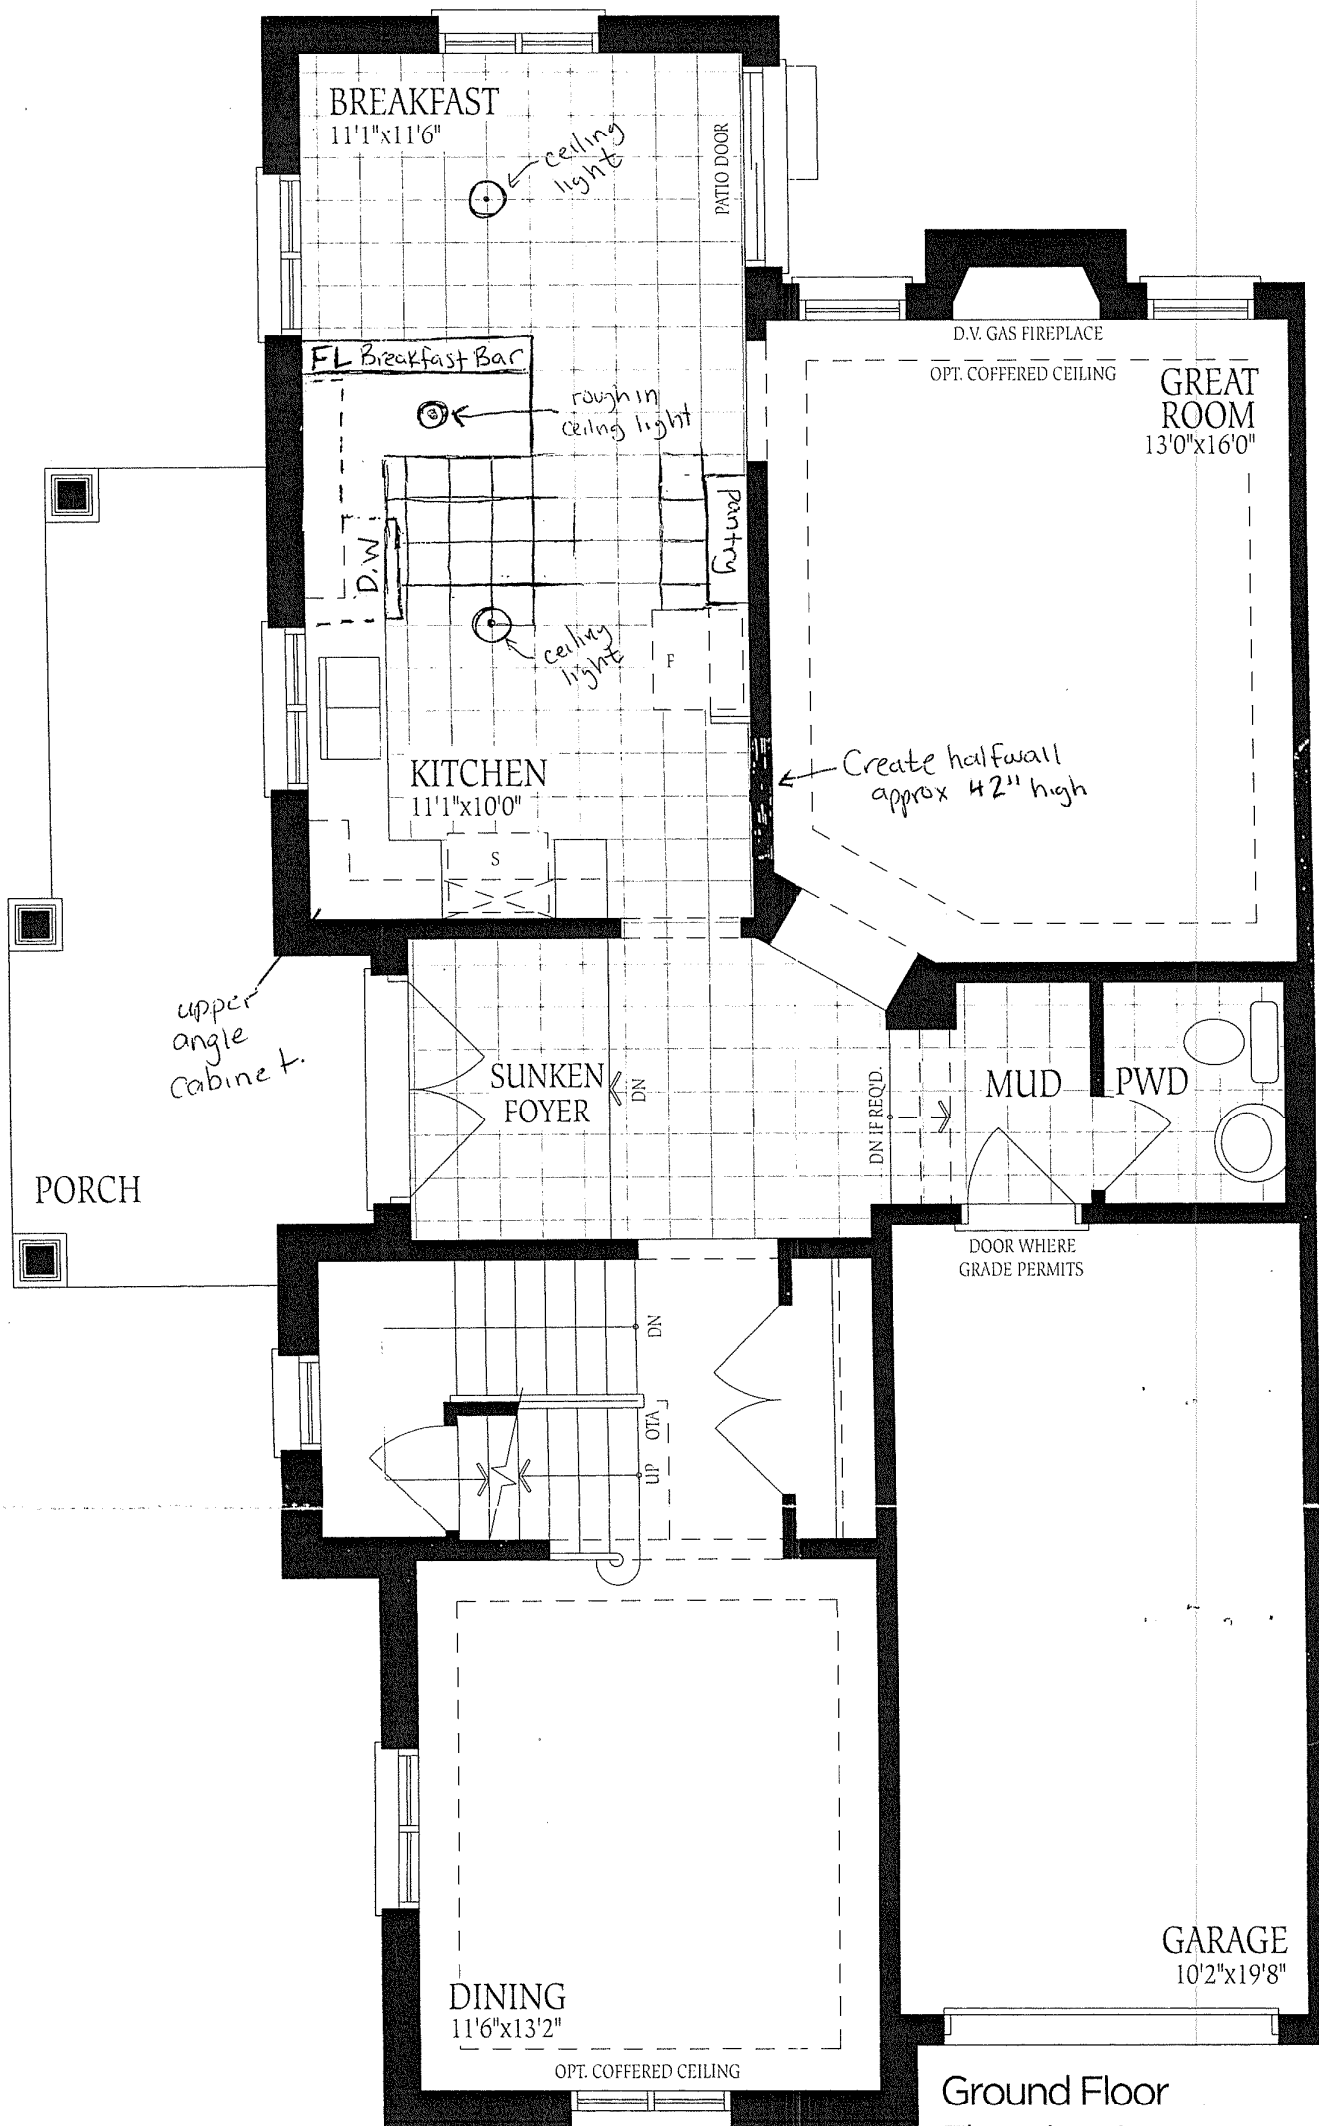 BREAKFAST
11'1"x11'6"
ceiling
light
PATIO DOOR
FL Breakfast Bar
rough in
ceilng light
D.V. GAS FIREPLACE
OPT. COFFERED CEILING
GREAT
ROOM
13'0"x16'0"
pantry
D.W
ceiling
light
F
KITCHEN
11'1"x10'0"
Create halfwall
approx 42" high
S
upper
angle
cabinet.
SUNKEN
FOYER
DN
DN IF REQ'D.
MUD
PWD
PORCH
DOOR WHERE
GRADE PERMITS
DN
OTA
UP
DINING
11'6"x13'2"
OPT. COFFERED CEILING
GARAGE
10'2"x19'8"
Ground Floor